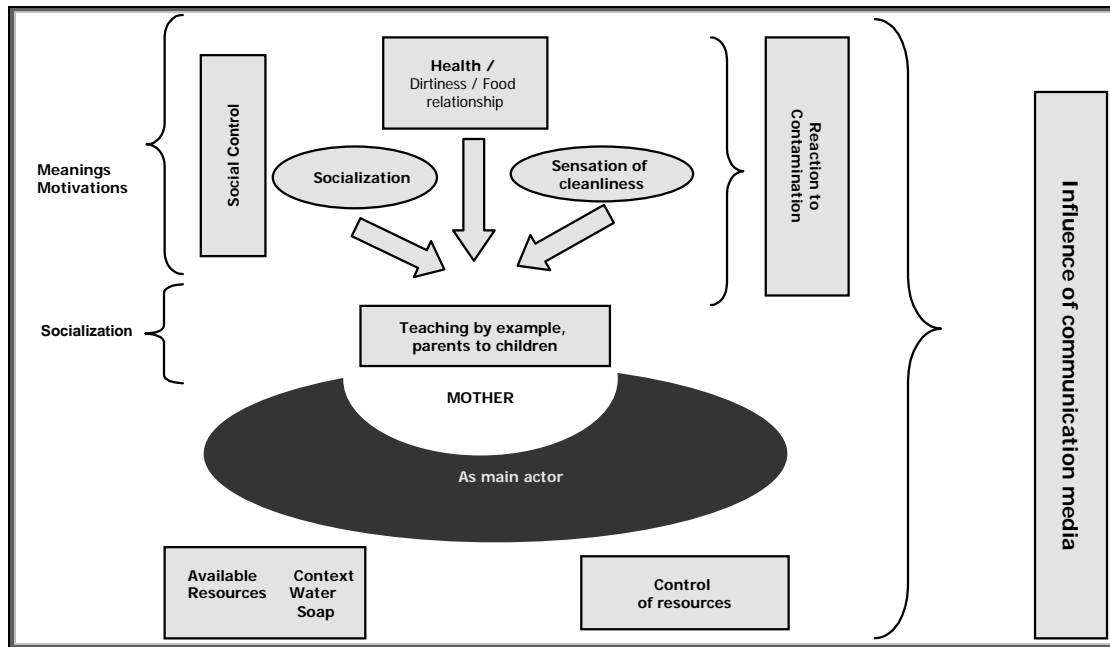 Health /
Dirtiness / Food
relationship
Social Control
Reaction to
Contamination
Influence of communication media
Meanings
Motivations
Socialization
Sensation of
cleanliness
Socialization
Teaching by example,
parents to children
MOTHER
As main actor
Available Context
Resources Water
Soap
Control
of resources